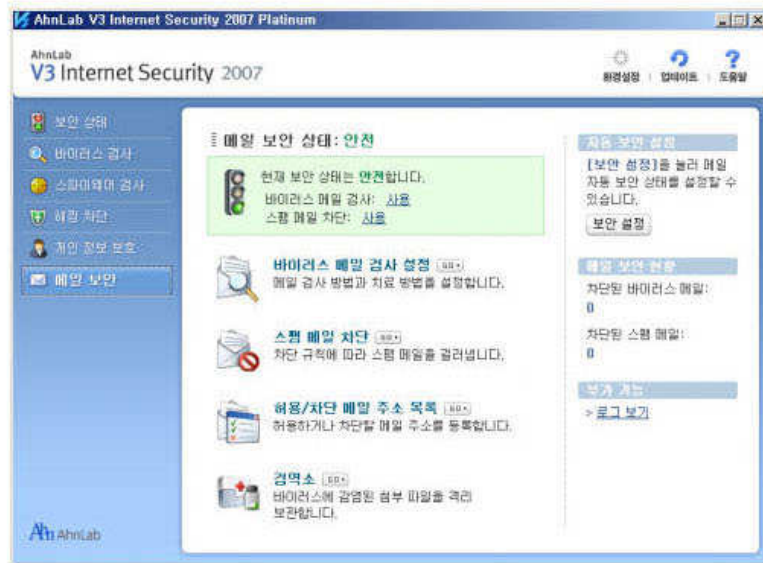 AhnLab V3 Internet Security 2007 Platinum
AhnLab
V3 Internet Security 2007
환경설정 | 업데이트 | 도움말
보안 상태
바이러스 검사
스파이웨어 검사
해킹 차단
개인 정보 보호
메일 보안
AhnLab
메일 보안 상태: 안전
현재 보안 상태는 안전합니다.
바이러스 메일 검사: 사용
스팸 메일 차단: 사용
바이러스 메일 검사 설정 GO
메일 검사 방법과 치료 방법를 설정합니다.
스팸 메일 차단 GO
차단 규칙에 따라 스팸 메일을 걸러냅니다.
허용/차단 메일 주소 목록 GO
허용하거나 차단할 메일 주소를 등록합니다.
검역소 GO
바이러스에 감염된 첨부 파일을 격리
보관합니다.
자동 보안 설정
[보안 설정]을 눌러 메일
자동 보안 상태를 설정할 수
있습니다.
보안 설정
메일 보안 현황
차단된 바이러스 메일:
0
차단된 스팸 메일:
0
부가 기능
> 로그 보기